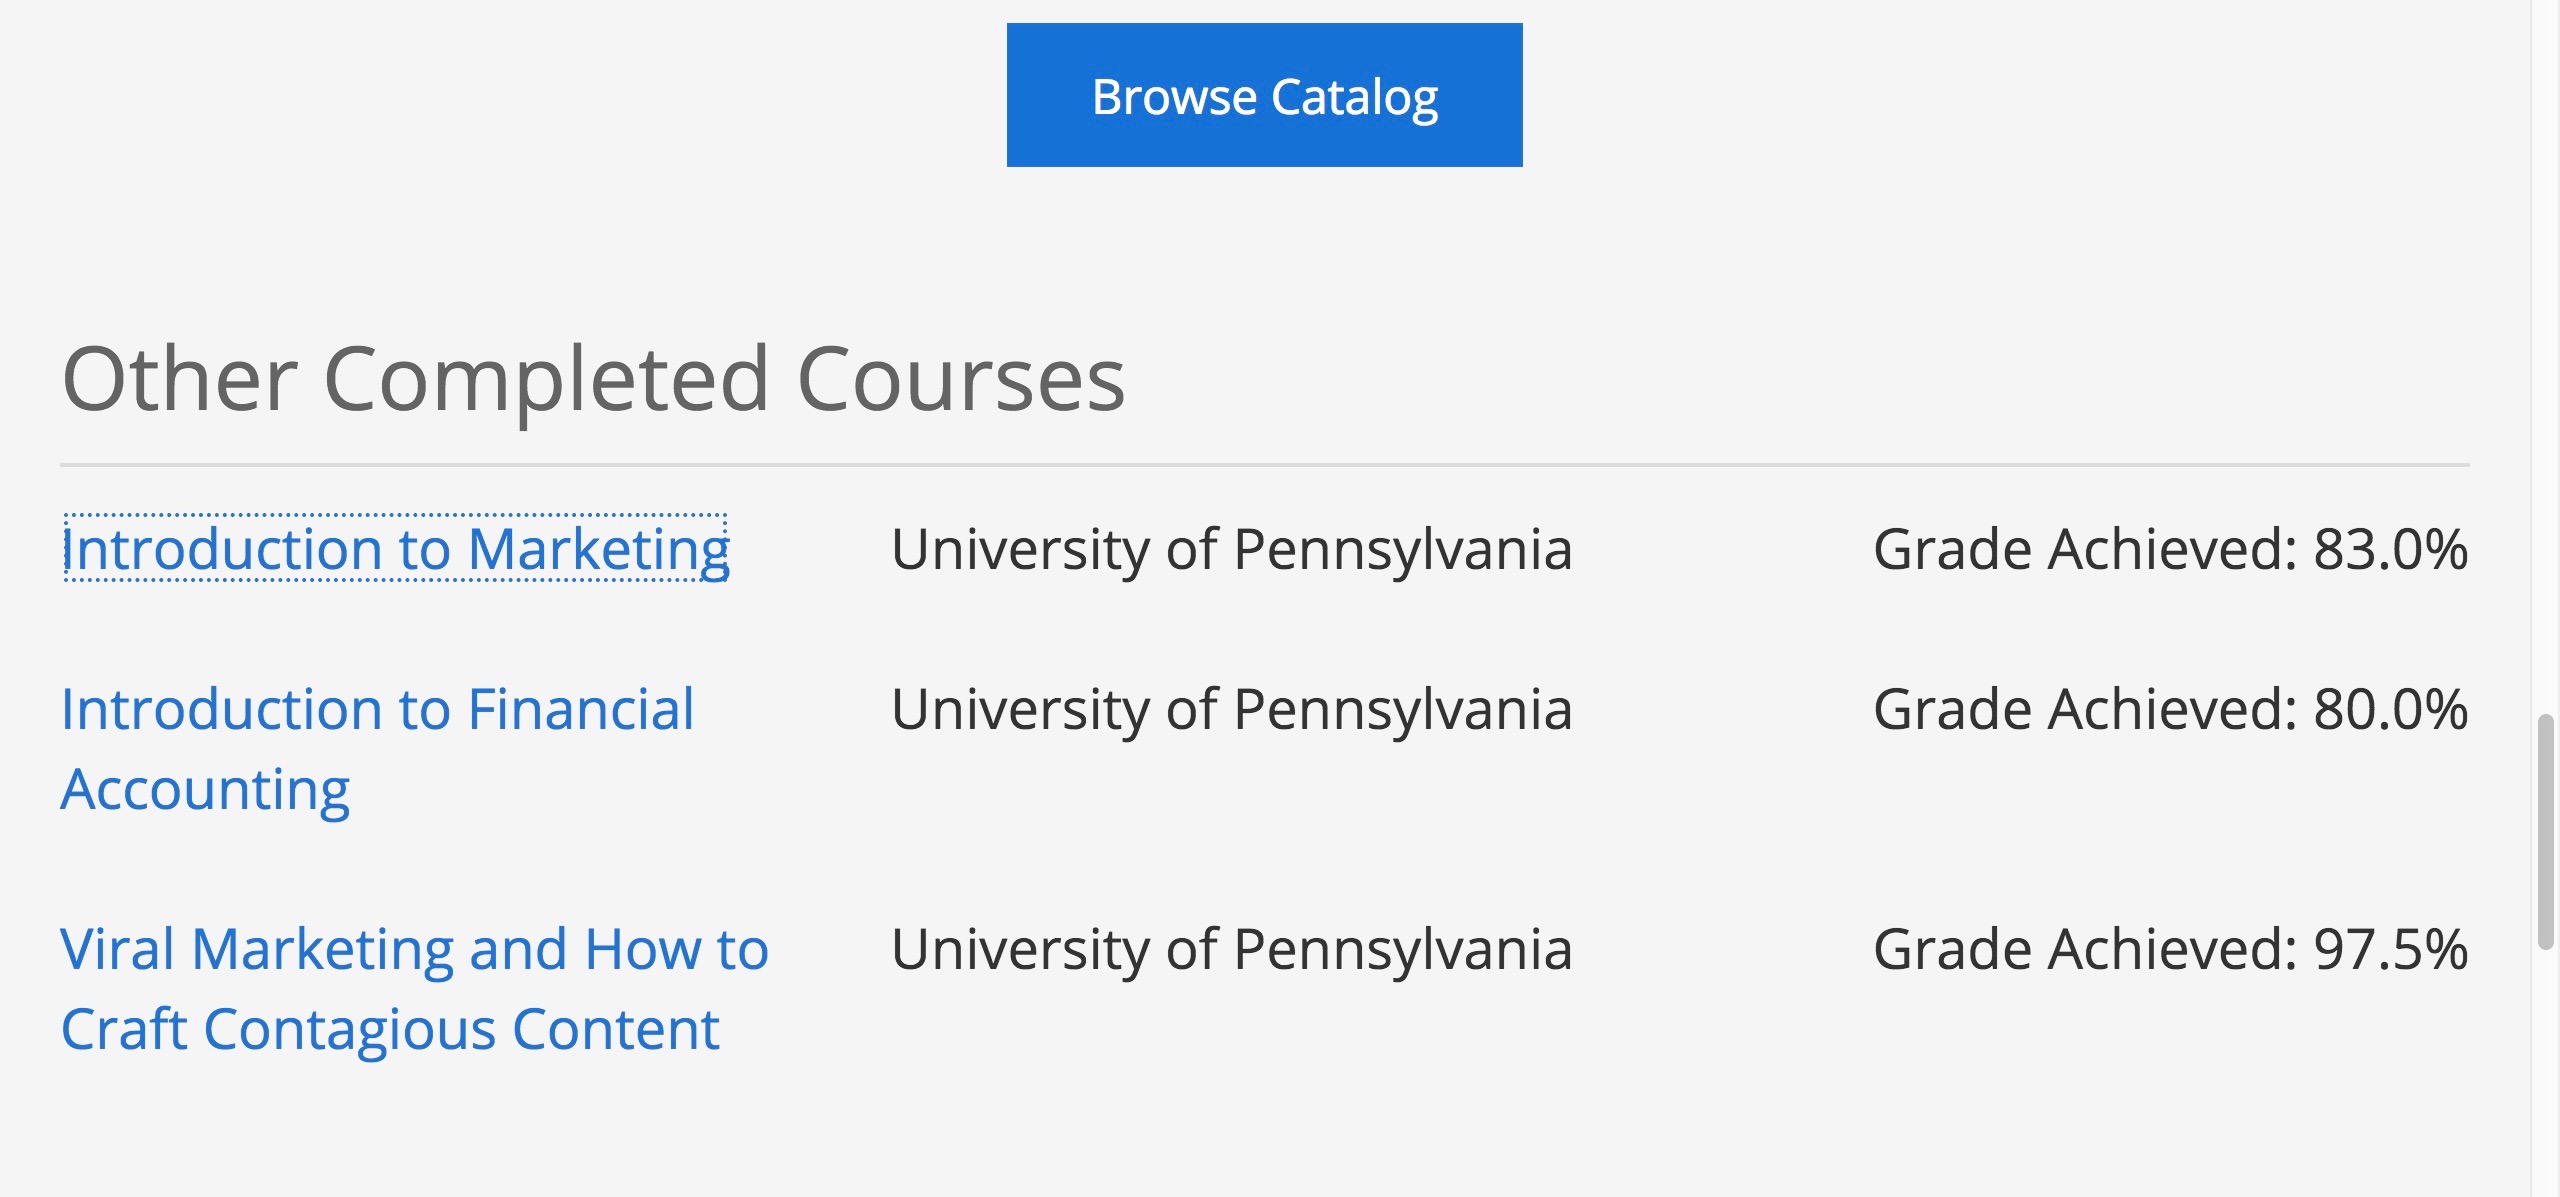 Browse Catalog
Other Completed Courses
Introduction to Marketing University of Pennsylvania Grade Achieved: 83.0%
Introduction to Financial University of Pennsylvania Grade Achieved: 80.0%
Accounting
Viral Marketing and How to University of Pennsylvania Grade Achieved: 97.5%
Craft Contagious Content